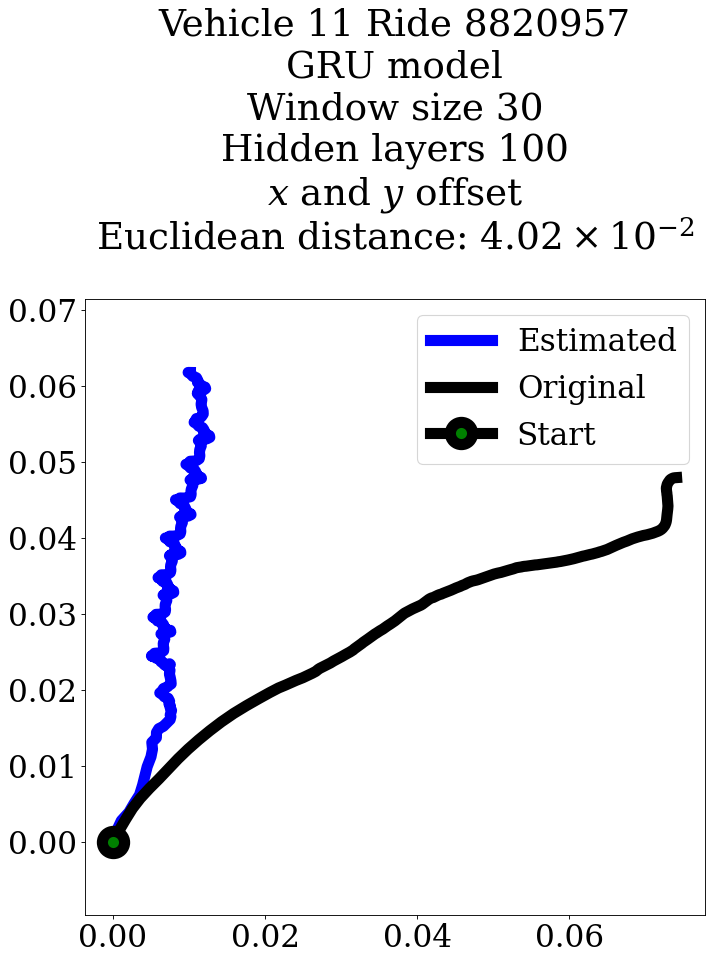 Vehicle 11 Ride 8820957
GRU model
Window size 30
Hidden layers 100
x and y offset
Euclidean distance: 4.02 × 10⁻²
Estimated
Original
Start
0.07
0.06
0.05
0.04
0.03
0.02
0.01
0.00
0.00 0.02 0.04 0.06